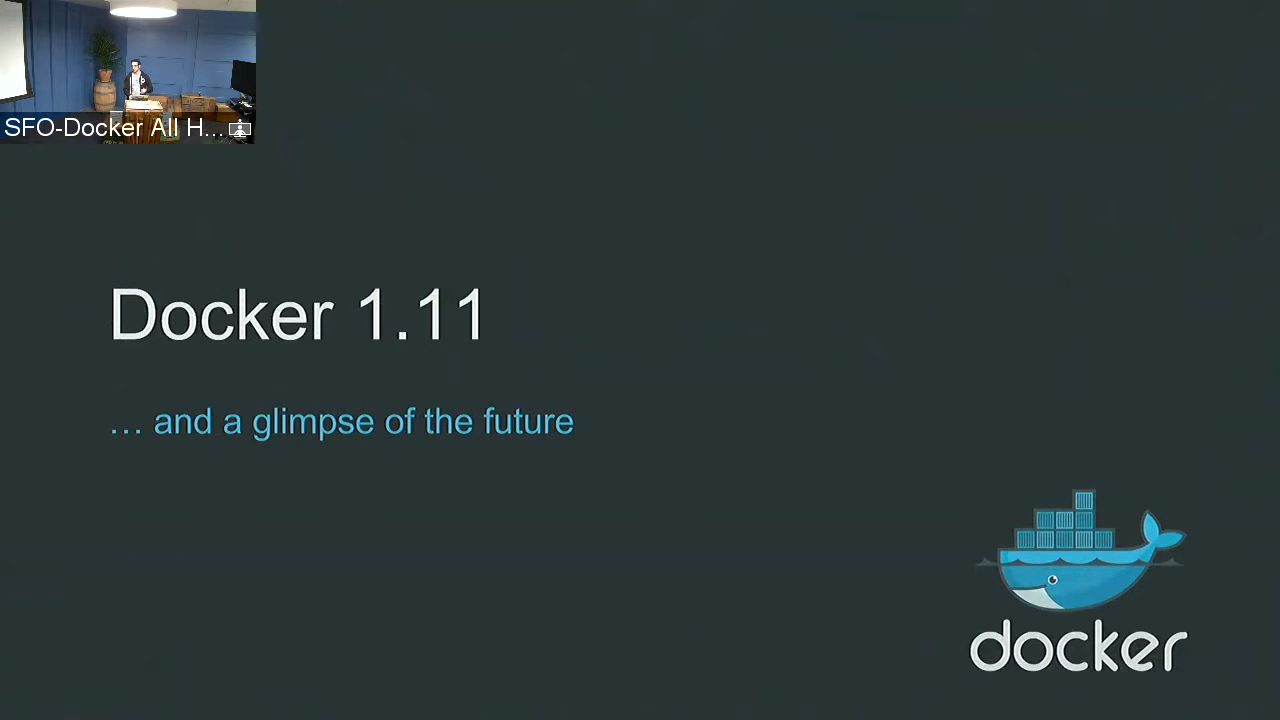 SFO-Docker All H...
Docker 1.11
… and a glimpse of the future
docker